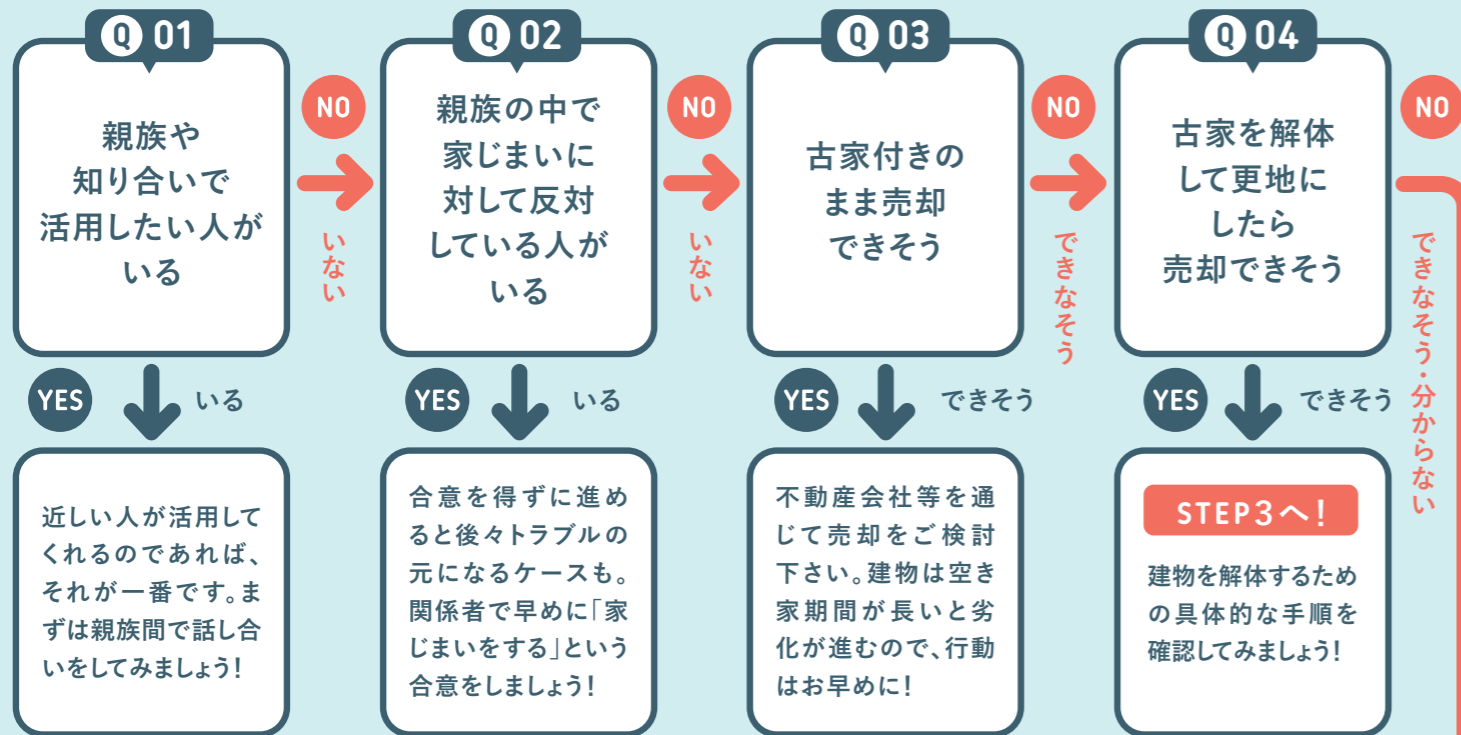 Q 01
親族や
知り合いで
活用したい人が
いる
NO
いない
YES
いる
近しい人が活用して
くれるのであれば、
それが一番です。ま
ずは親族間で話し合
いをしてみましょう!
Q 02
親族の中で
家じまいに
対して反対
している人が
いる
NO
いない
YES
いる
合意を得ずに進め
ると後々トラブルの
元になるケースも。
関係者で早めに「家
じまいをする」という
合意をしましょう!
Q 03
古家付きの
まま売却
できそう
NO
できなそう
YES
できそう
不動産会社等を通
じて売却をご検討
下さい。建物は空き
家期間が長いと劣
化が進むので、行動
はお早めに!
Q 04
古家を解体
して更地に
したら
売却できそう
NO
できなそう・分からない
YES
できそう
STEP3へ!
建物を解体するため
の具体的な手順を
確認してみましょう!